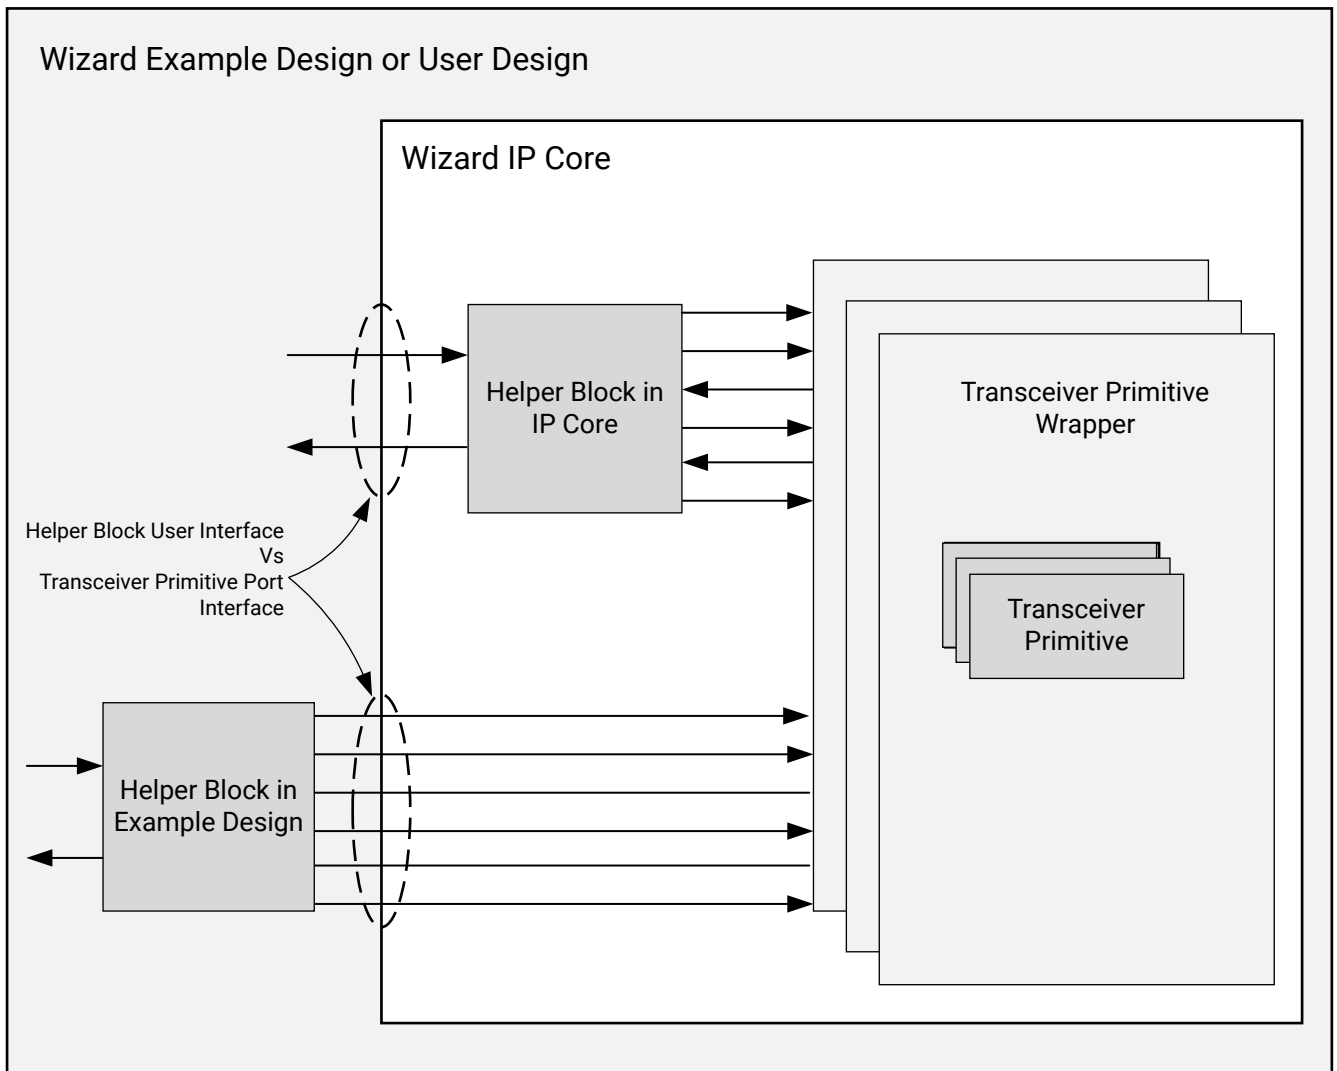 Wizard Example Design or User Design
Wizard IP Core
Helper Block in
IP Core
Transceiver Primitive
Wrapper
Helper Block User Interface
Vs
Transceiver Primitive Port
Interface
Transceiver
Primitive
Helper Block in
Example Design